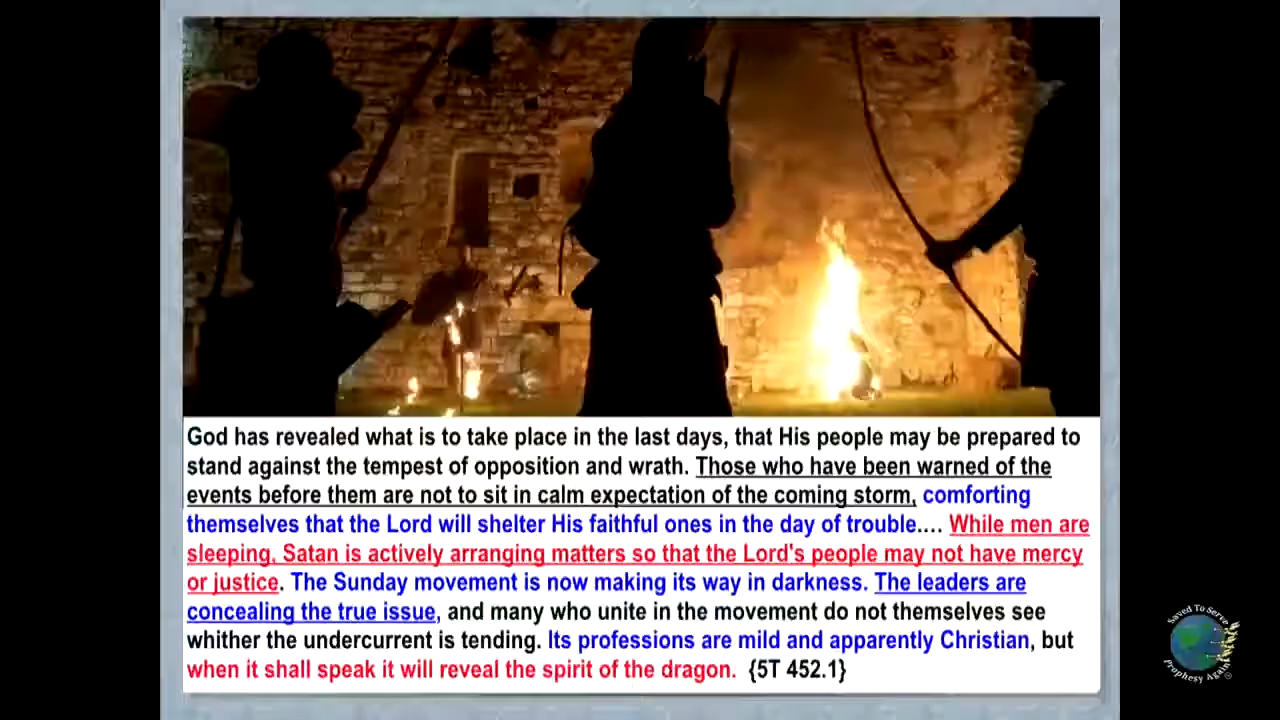 God has revealed what is to take place in the last days, that His people may be prepared to
stand against the tempest of opposition and wrath. Those who have been warned of the
events before them are not to sit in calm expectation of the coming storm, comforting
themselves that the Lord will shelter His faithful ones in the day of trouble.... While men are
sleeping, Satan is actively arranging matters so that the Lord's people may not have mercy
or justice. The Sunday movement is now making its way in darkness. The leaders are
concealing the true issue, and many who unite in the movement do not themselves see
whither the undercurrent is tending. Its professions are mild and apparently Christian, but
when it shall speak it will reveal the spirit of the dragon. {5T 452.1}
Saved To Serve
Prophesy Again